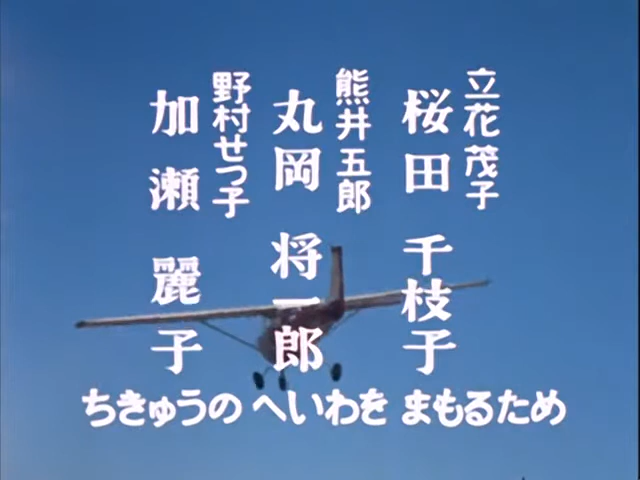 立花茂子
桜田千枝子
熊井五郎
丸岡将一郎
野村せつ子
加瀬麗子
ちきゅうの へいわを まもるため